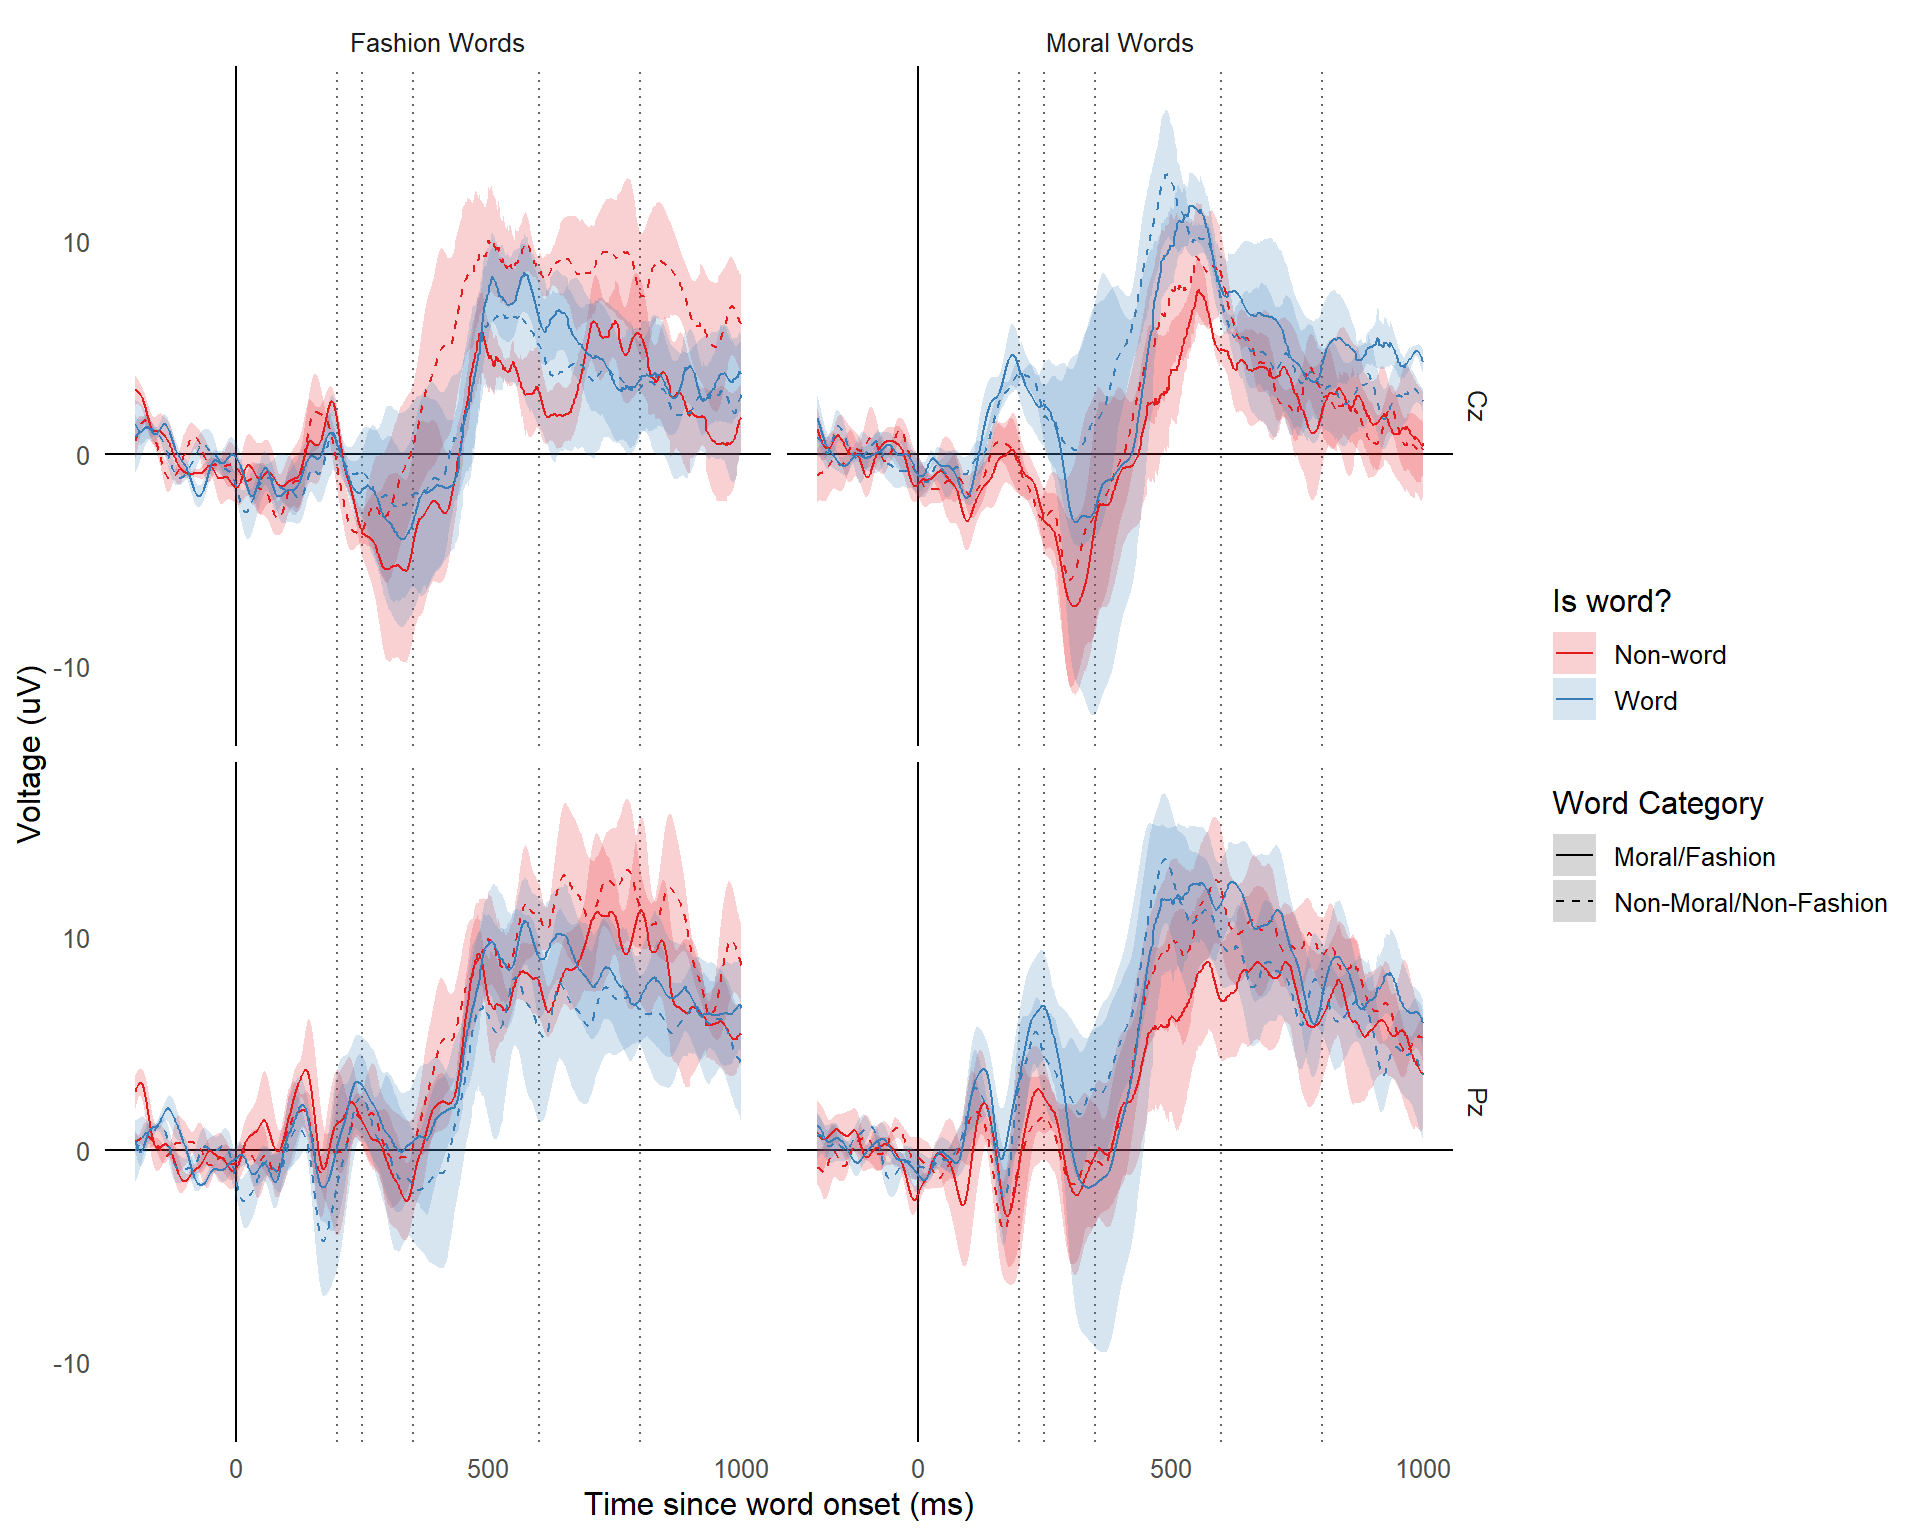 Fashion Words
Moral Words
10
0
-10
Cz
Voltage (uV)
10
0
-10
Pz
0
500
1000
0
500
1000
Time since word onset (ms)
Is word?
Non-word
Word
Word Category
Moral/Fashion
Non-Moral/Non-Fashion